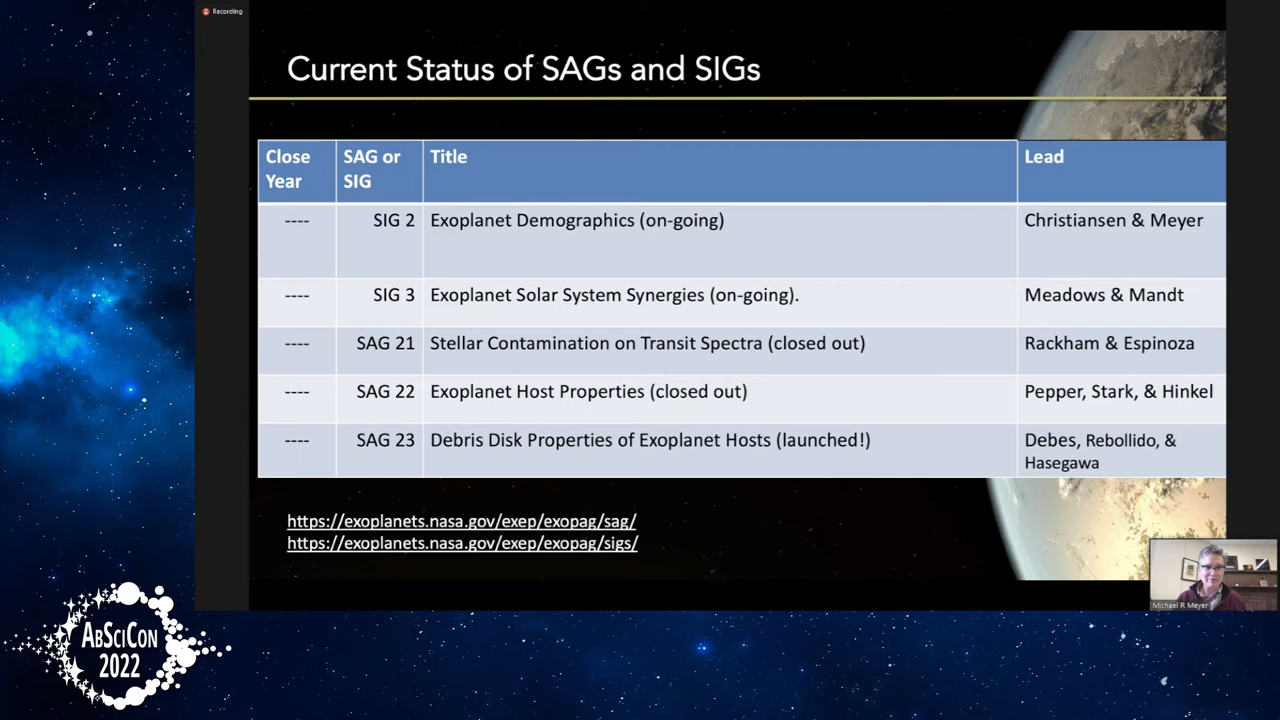 Recording
Current Status of SAGs and SIGs
Close Year SAG or SIG Title Lead
---- SIG 2 Exoplanet Demographics (on-going) Christiansen & Meyer
---- SIG 3 Exoplanet Solar System Synergies (on-going). Meadows & Mandt
---- SAG 21 Stellar Contamination on Transit Spectra (closed out) Rackham & Espinoza
---- SAG 22 Exoplanet Host Properties (closed out) Pepper, Stark, & Hinkel
---- SAG 23 Debris Disk Properties of Exoplanet Hosts (launched!) Debes, Rebollido, &
Hasegawa
https://exoplanets.nasa.gov/exep/exopag/sag/
https://exoplanets.nasa.gov/exep/exopag/sigs/
Michael R Meyer
ABSCICON
2022